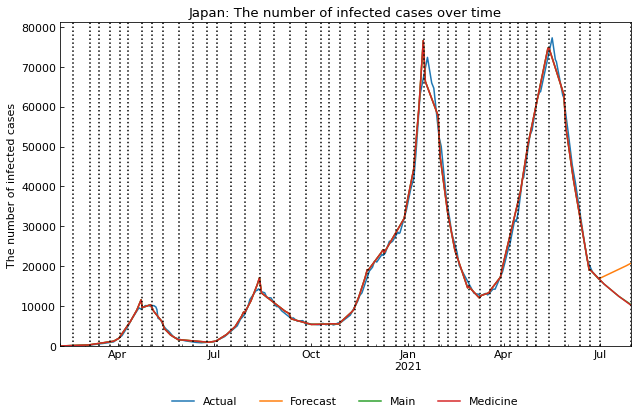 Japan: The number of infected cases over time
The number of infected cases
80000
70000
60000
50000
40000
30000
20000
10000
0
Apr Jul Oct Jan Apr Jul
2021
Actual Forecast Main Medicine